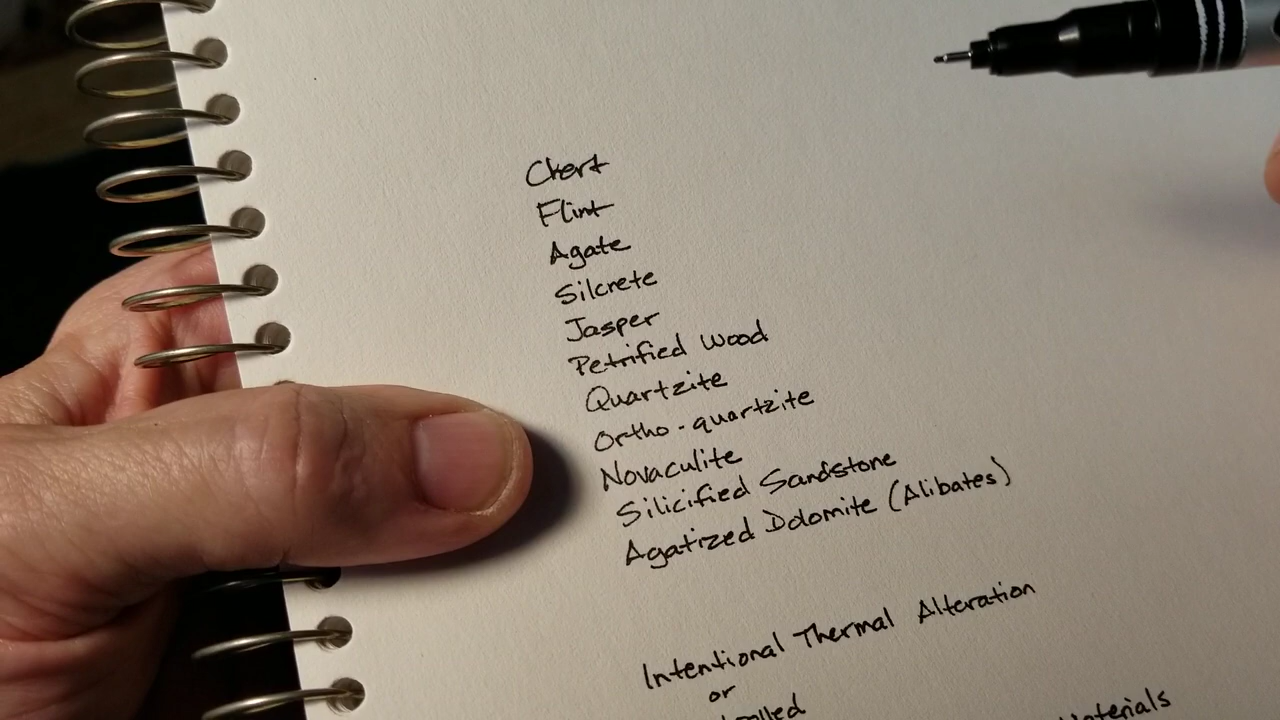 Chert
Flint
Agate
Silcrete
Jasper
Petrified Wood
Quartzite
Ortho-quartzite
Novaculite
Silicified Sandstone
Agatized Dolomite (Alibates)
Intentional Thermal Alteration
or